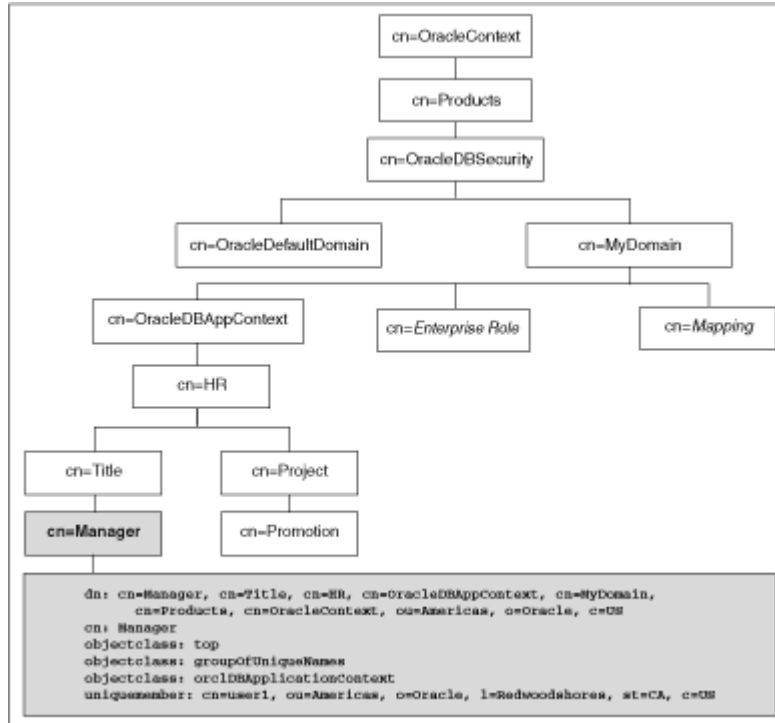 cn=OracleContext
cn=Products
cn=OracleDBSecurity
cn=OracleDefaultDomain
cn=MyDomain
cn=OracleDBAppContext
cn=Enterprise Role
cn=Mapping
cn=HR
cn=Title
cn=Project
cn=Manager
cn=Promotion
dn: cn=Manager, cn=Title, cn=HR, cn=OracleDBAppContext, cn=MyDomain,
cn=Products, cn=OracleContext, ou=Americas, o=Oracle, c=US
cn: Manager
objectclass: top
objectclass: groupOfUniqueNames
objectclass: orclDBApplicationContext
uniquemember: cn=user1, ou=Americas, o=Oracle, l=Redwoodshores, st=CA, c=US